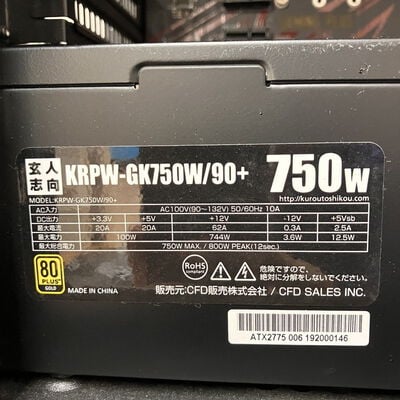 玄人志向 KRPW-GK750W/90+ 750W
MODEL:KRPW-GK750W/90+ http://kuroutoshikou.com/
AC入力 AC100V(90~132V) 50/60Hz 10A
DC出力 +3.3V +5V +12V -12V +5Vsb
最大電流 20A 20A 62A 0.3A 2.5A
最大電力 100W 744W 3.6W 12.5W
最大総合電力 750W MAX. / 800W PEAK(12sec.)
80 PLUS GOLD
RoHS compliant
危険ですので、
絶対に分解をしないでください。
MADE IN CHINA
販売元:CFD販売株式会社 / CFD SALES INC.
ATX2775 006 192000146